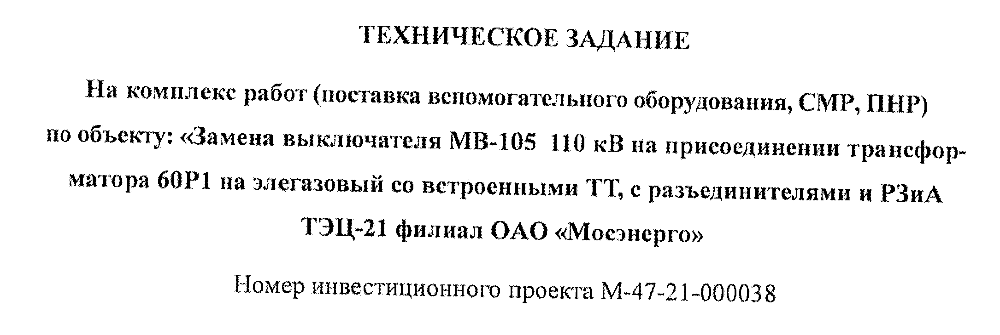 ТЕХНИЧЕСКОЕ ЗАДАНИЕ
На комплекс работ (поставка вспомогательного оборудования, СМР, ПНР)
по объекту: «Замена выключателя МВ-105 110 кВ на присоединении трансфор-
матора 60Р1 на элегазовый со встроенными ТТ, с разъединителями и РЗиА
ТЭЦ-21 филиал ОАО «Мосэнерго»
Номер инвестиционного проекта М-47-21-000038